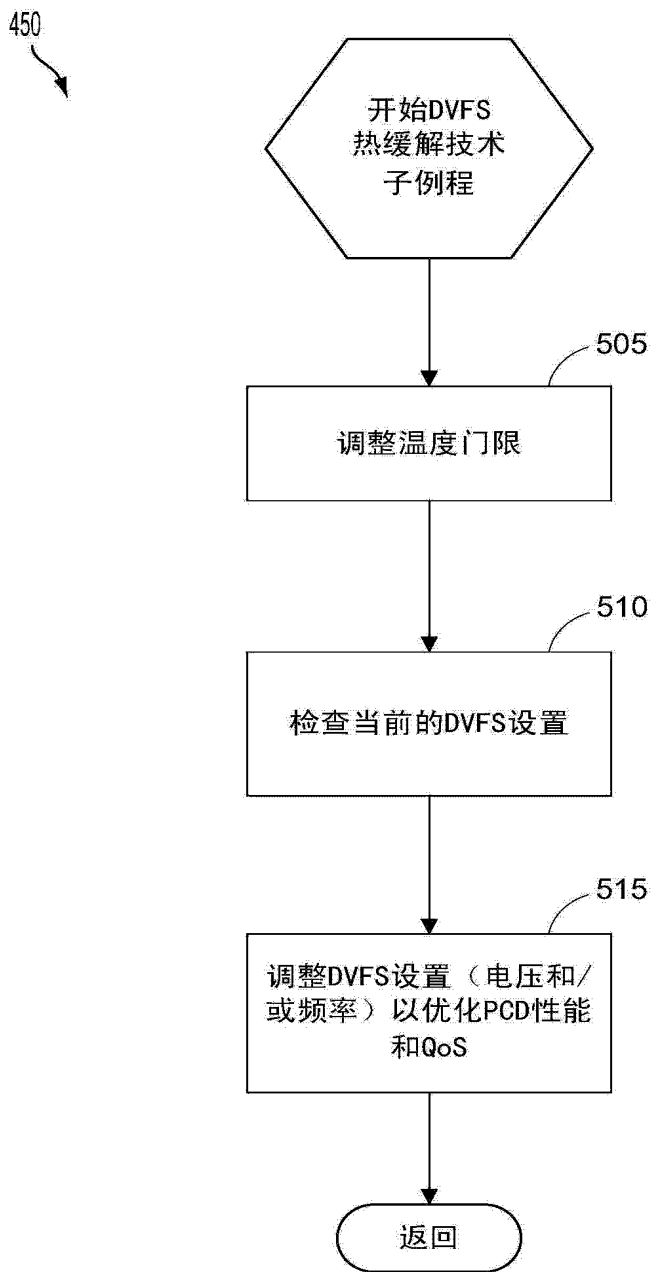 450
开始DVFS
热缓解技术
子例程
505
调整温度门限
510
检查当前的DVFS设置
515
调整DVFS设置（电压和/
或频率）以优化PCD性能
和QoS
返回